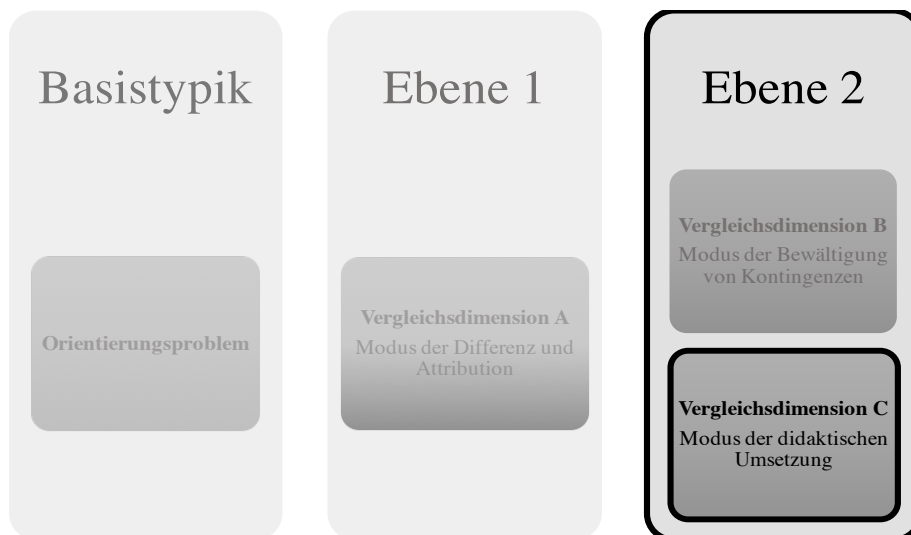 Basistypik
Orientierungsproblem
Ebene 1
Vergleichsdimension A
Modus der Differenz und
Attribution
Ebene 2
Vergleichsdimension B
Modus der Bewältigung
von Kontingenzen
Vergleichsdimension C
Modus der didaktischen
Umsetzung